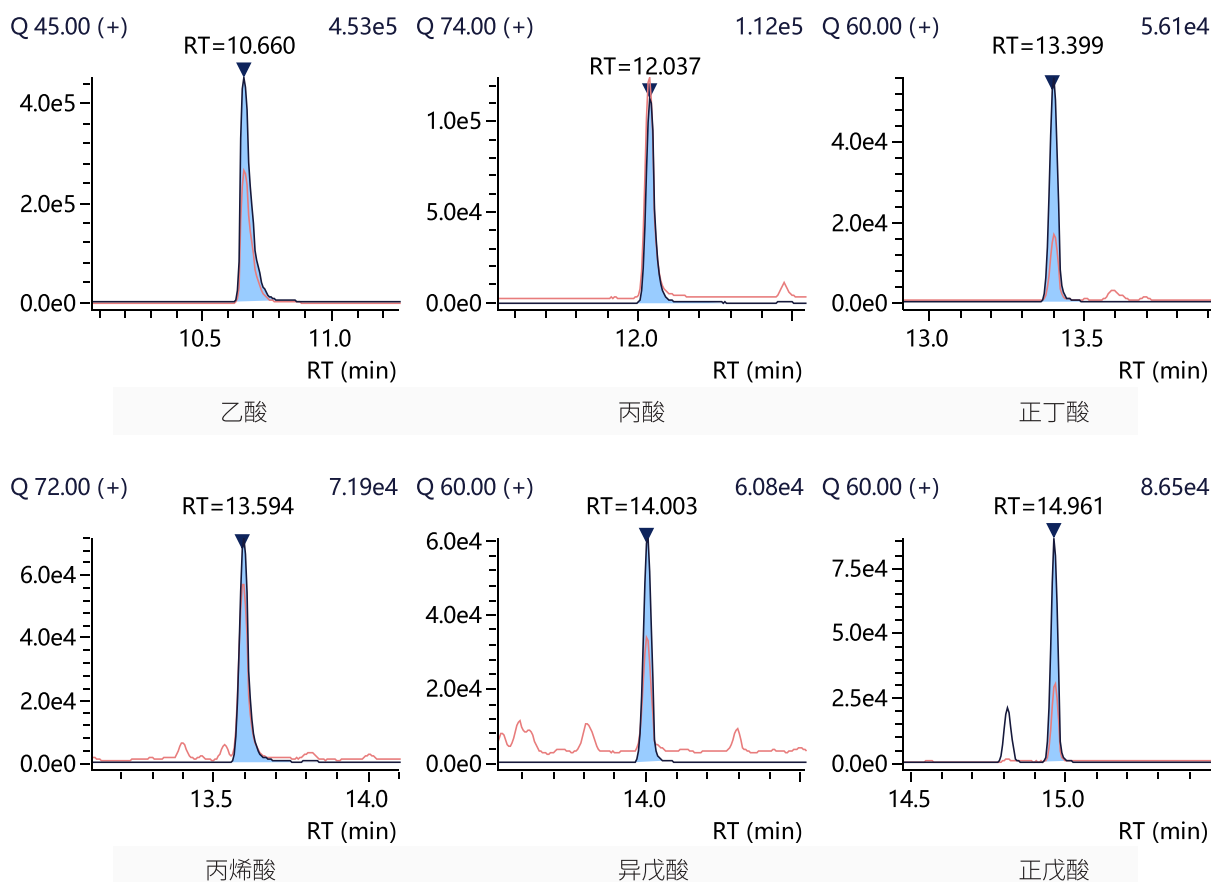 Q 45.00 (+) 4.53e5
RT=10.660
4.0e5
2.0e5
0.0e0
10.5 11.0
RT (min)
乙酸
Q 74.00 (+) 1.12e5
RT=12.037
1.0e5
5.0e4
0.0e0
12.0
RT (min)
丙酸
Q 60.00 (+) 5.61e4
RT=13.399
4.0e4
2.0e4
0.0e0
13.0 13.5
RT (min)
正丁酸
Q 72.00 (+) 7.19e4
RT=13.594
6.0e4
4.0e4
2.0e4
0.0e0
13.5 14.0
RT (min)
丙烯酸
Q 60.00 (+) 6.08e4
RT=14.003
6.0e4
4.0e4
2.0e4
0.0e0
14.0
RT (min)
异戊酸
Q 60.00 (+) 8.65e4
RT=14.961
7.5e4
5.0e4
2.5e4
0.0e0
14.5 15.0
RT (min)
正戊酸